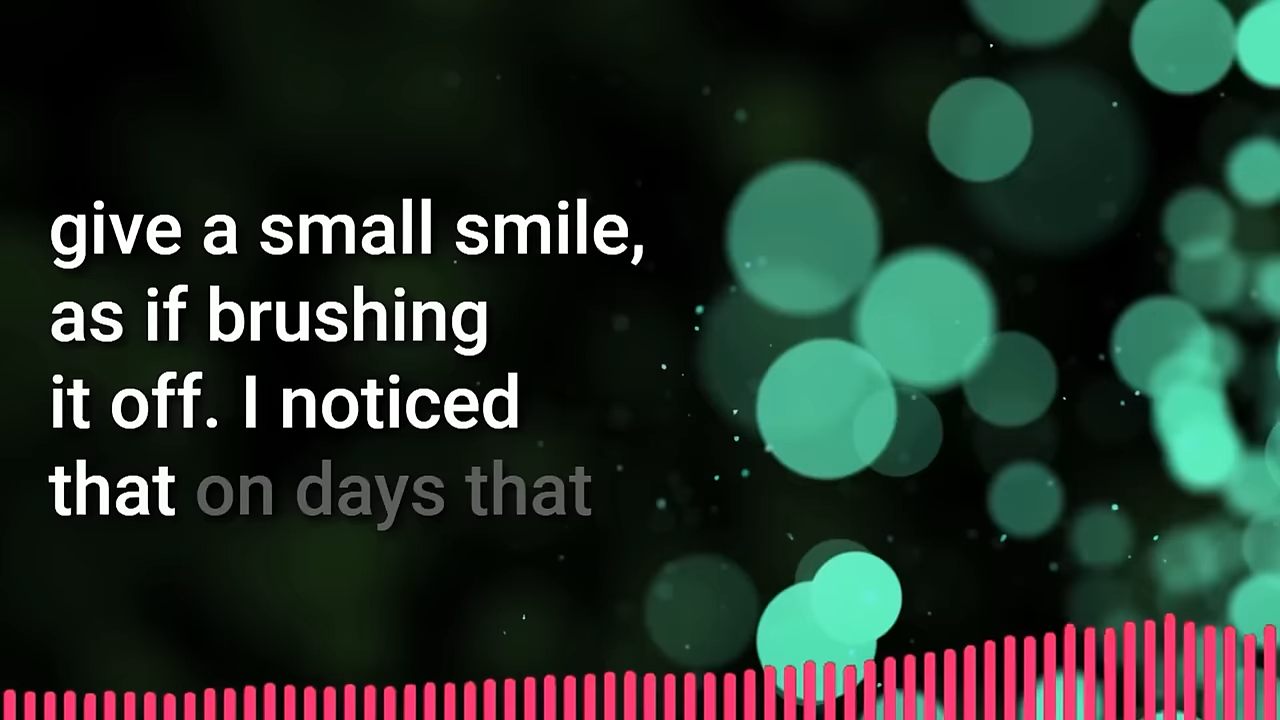 give a small smile,
as if brushing
it off. I noticed
that on days that